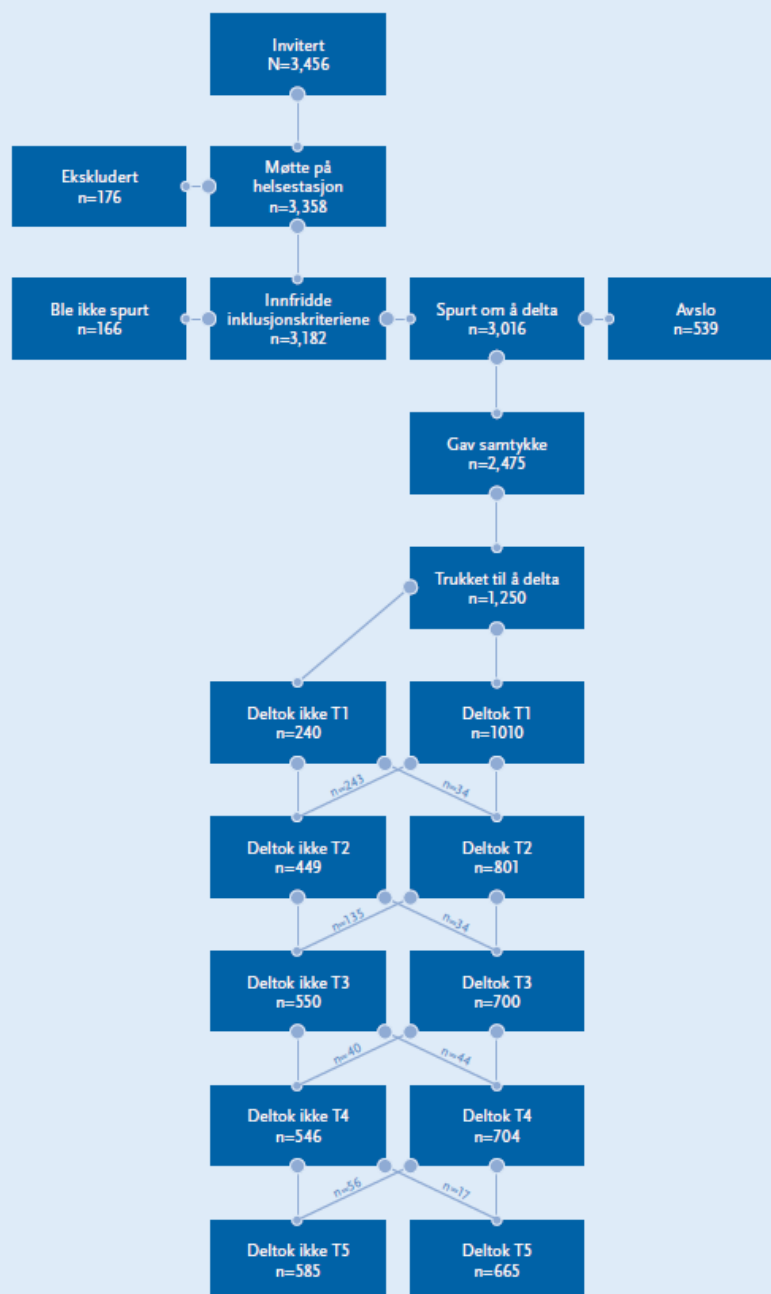 Invitert
N=3,456
Ekskludert
n=176
Møtte på
helsestasjon
n=3,358
Ble ikke spurt
n=166
Innfridde
inklusjonskriteriene
n=3,182
Spurt om å delta
n=3,016
Avslo
n=539
Gav samtykke
n=2,475
Trukket til å delta
n=1,250
Deltok ikke T1
n=240
Deltok T1
n=1010
n=243
n=34
Deltok ikke T2
n=449
Deltok T2
n=801
n=135
n=34
Deltok ikke T3
n=550
Deltok T3
n=700
n=40
n=44
Deltok ikke T4
n=546
Deltok T4
n=704
n=56
n=17
Deltok ikke T5
n=585
Deltok T5
n=665